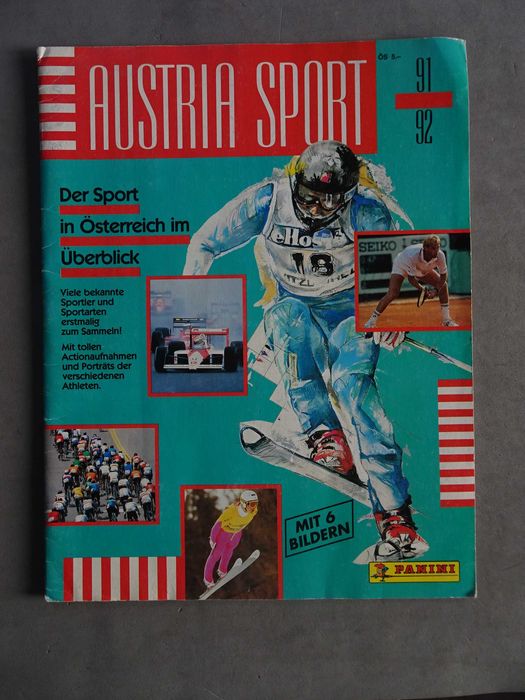 AUSTRIA SPORT
ÖS 5,–
91
92
Der Sport
in Österreich im
Überblick
Viele bekannte
Sportler und
Sportarten
erstmalig
zum Sammeln!
Mit tollen
Actionaufnahmen
und Porträts der
verschiedenen
Athleten.
18
SEIKO
MIT 6
BILDERN
PANINI